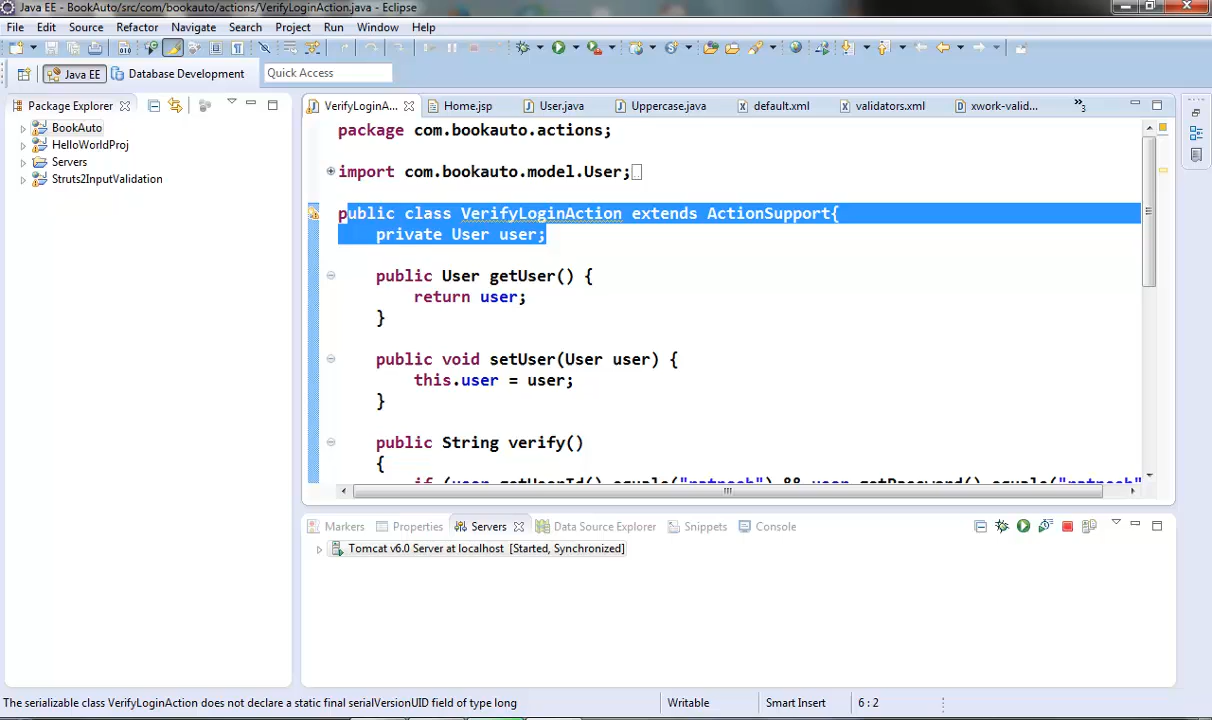 Java EE - BookAuto/src/com/bookauto/actions/VerifyLoginAction.java - Eclipse
File Edit Source Refactor Navigate Search Project Run Window Help
Java EE Database Development Quick Access
Package Explorer
BookAuto
HelloWorldProj
Servers
Struts2InputValidation
VerifyLoginA... Home.jsp User.java Uppercase.java default.xml validators.xml xwork-valid... »3
package com.bookauto.actions;
import com.bookauto.model.User;
public class VerifyLoginAction extends ActionSupport{
private User user;
public User getUser() {
return user;
}
public void setUser(User user) {
this.user = user;
}
public String verify()
{
Markers Properties Servers Data Source Explorer Snippets Console
Tomcat v6.0 Server at localhost [Started, Synchronized]
The serializable class VerifyLoginAction does not declare a static final serialVersionUID field of type long Writable Smart Insert 6 : 2